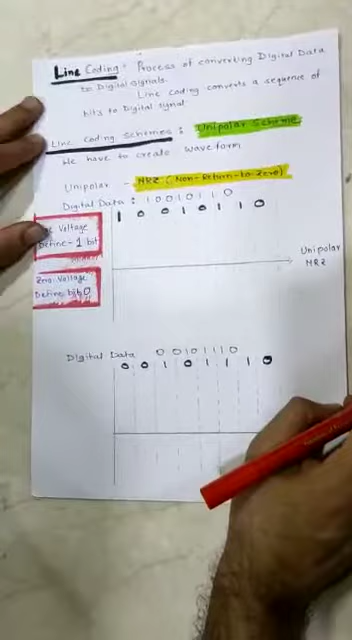 Line Coding : Process of converting Digital Data
to Digital signals.
Line coding converts a sequence of
bits to Digital signal
Line coding schemes : Unipolar Scheme
We have to create Waveform
Unipolar - NRZ (Non-Return-to-Zero)
Digital Data : 10010110
1 0 0 1 0 1 1 0
Voltage
Define - 1 bit
Zero Voltage
Define bit 0
Unipolar
NRZ
Digital Data 00101110
0 0 1 0 1 1 1 0